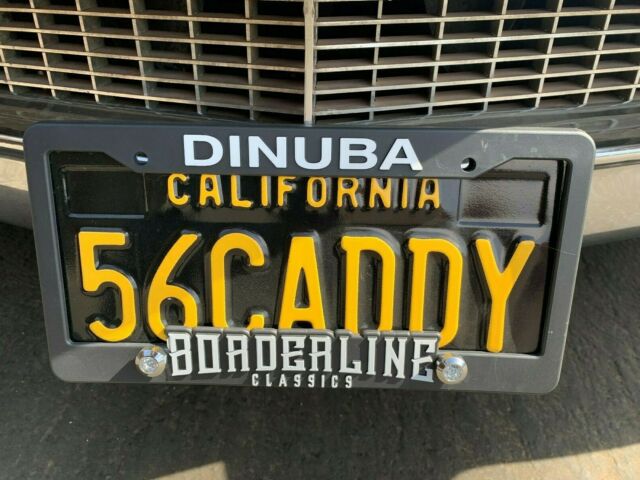 DINUBA
CALIFORNIA
56CADDY
BORDERLINE
CLASSICS